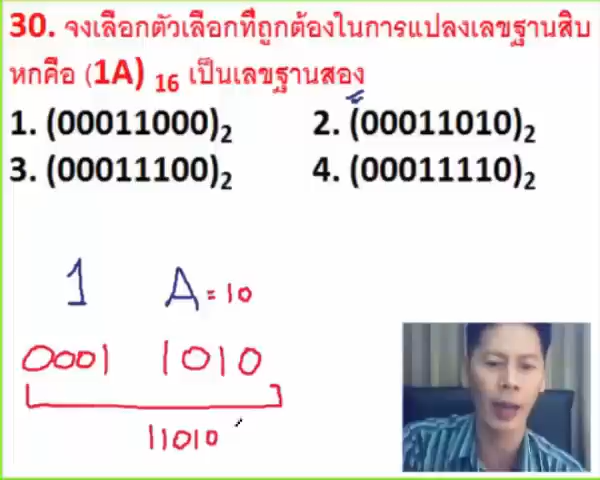 30. จงเลือกตัวเลือกที่ถูกต้องในการแปลงเลขฐานสิบ
หกคือ (1A) 16 เป็นเลขฐานสอง
1. (00011000)2 2. (00011010)2
3. (00011100)2 4. (00011110)2
1 A = 10
0001 1010
11010